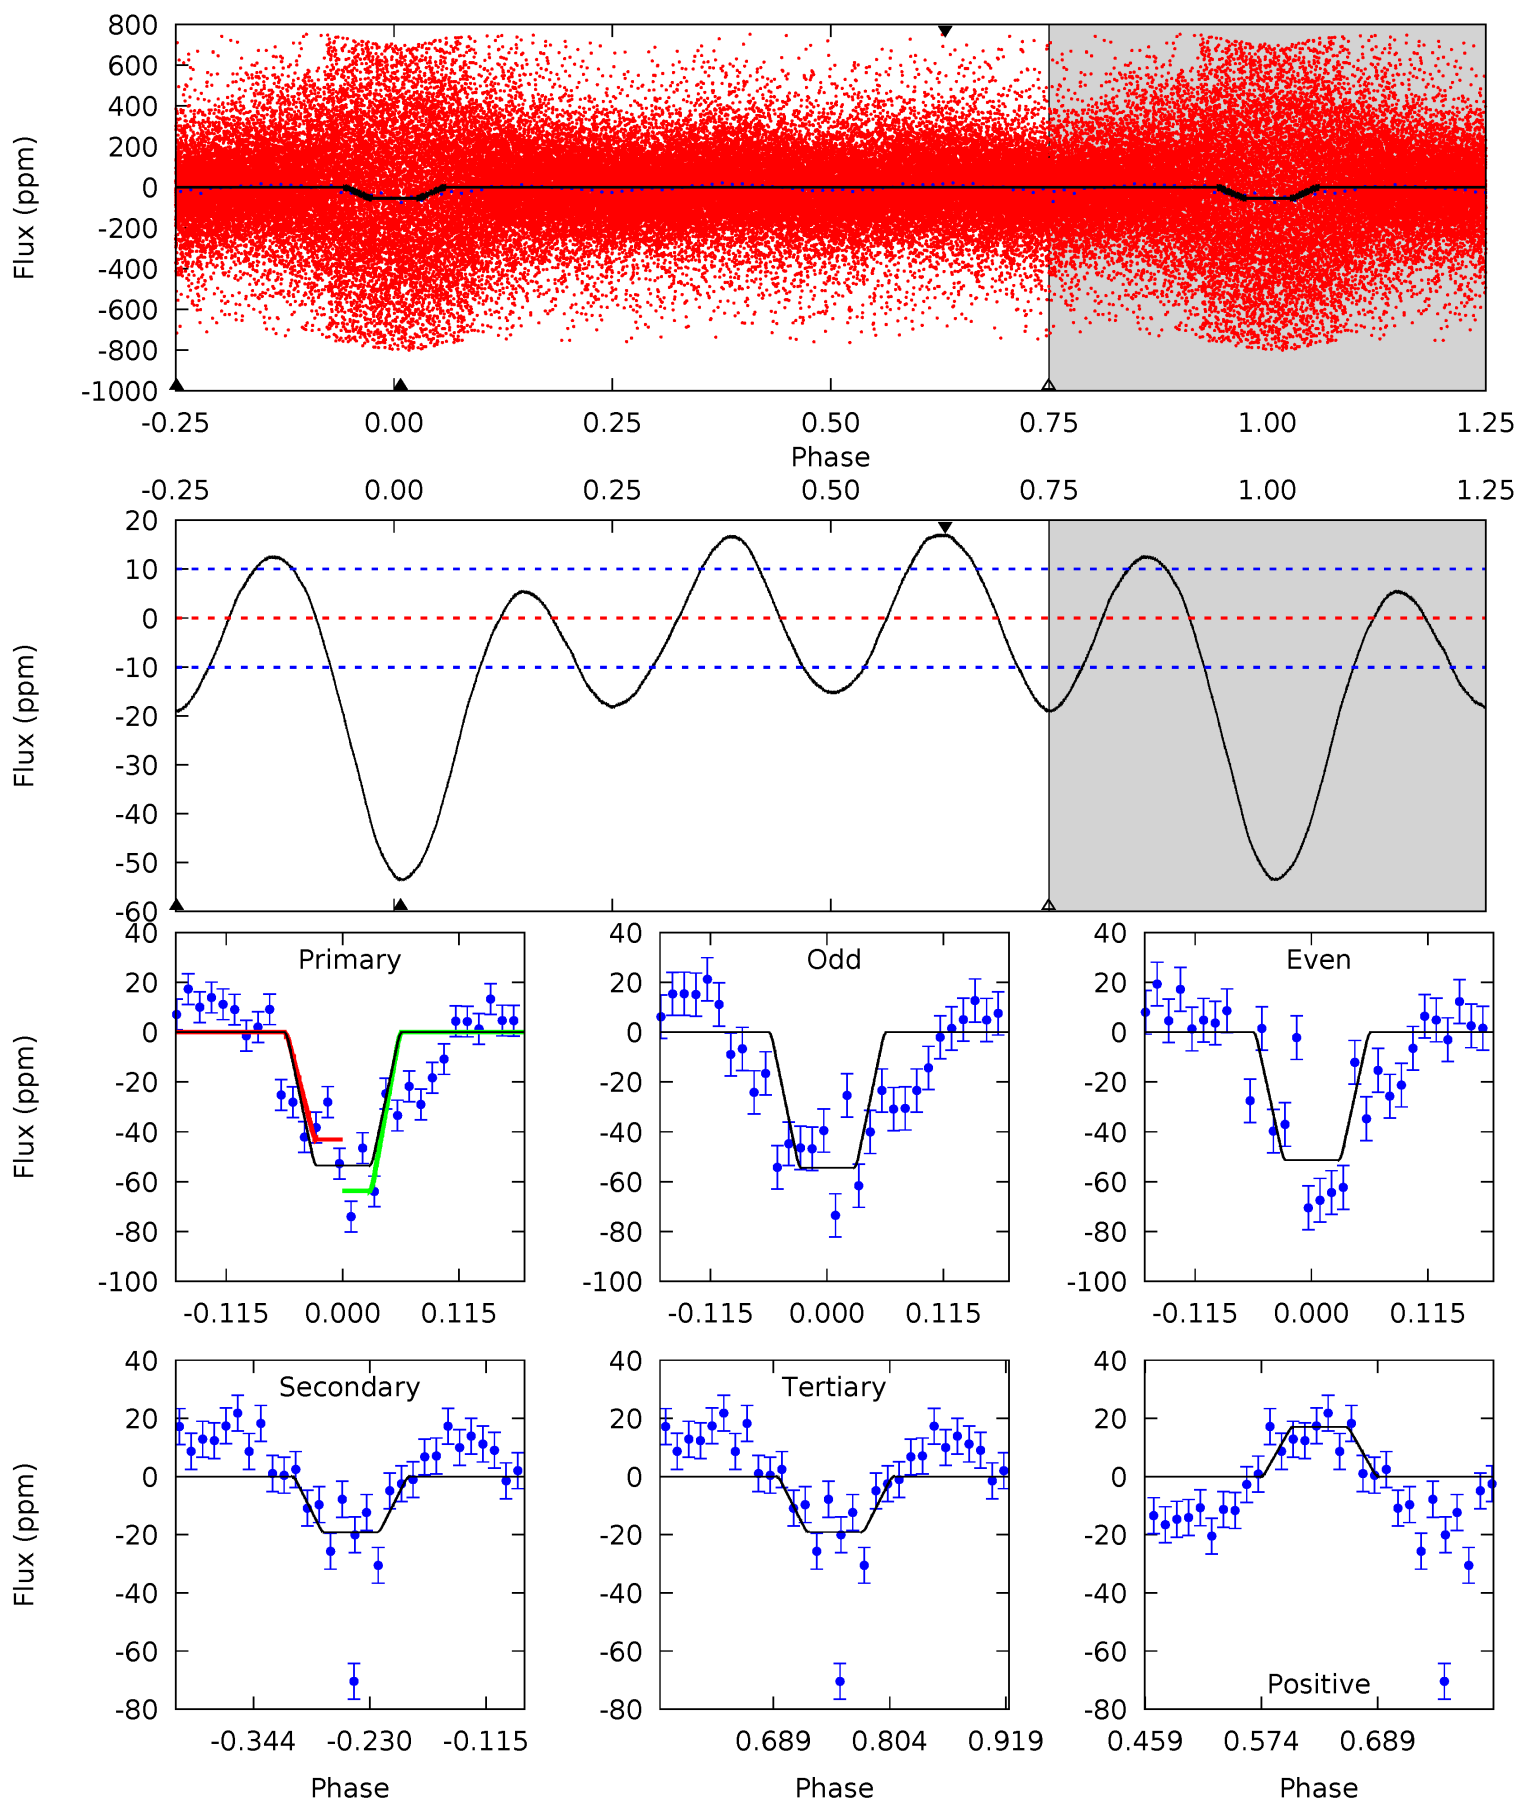 800
600
400
200
0
-200
-400
-600
-800
-1000
Flux (ppm)
-0.25 0.00 0.25 0.50 0.75 1.00 1.25
Phase
-0.25 0.00 0.25 0.50 0.75 1.00 1.25
20
10
0
-10
-20
-30
-40
-50
-60
Flux (ppm)
40 40 40
Primary Odd Even
20 20 20
0 0 0
-20 -20 -20
-40 -40 -40
-60 -60 -60
-80 -80 -80
-100 -100 -100
Flux (ppm)
-0.115 0.000 0.115 -0.115 0.000 0.115 -0.115 0.000 0.115
40 40 40
Secondary Tertiary
20 20 20
0 0 0
-20 -20 -20
-40 -40 -40
-60 -60 -60
Positive
-80 -80 -80
Flux (ppm)
-0.344 -0.230 -0.115 0.689 0.804 0.919 0.459 0.574 0.689
Phase Phase Phase